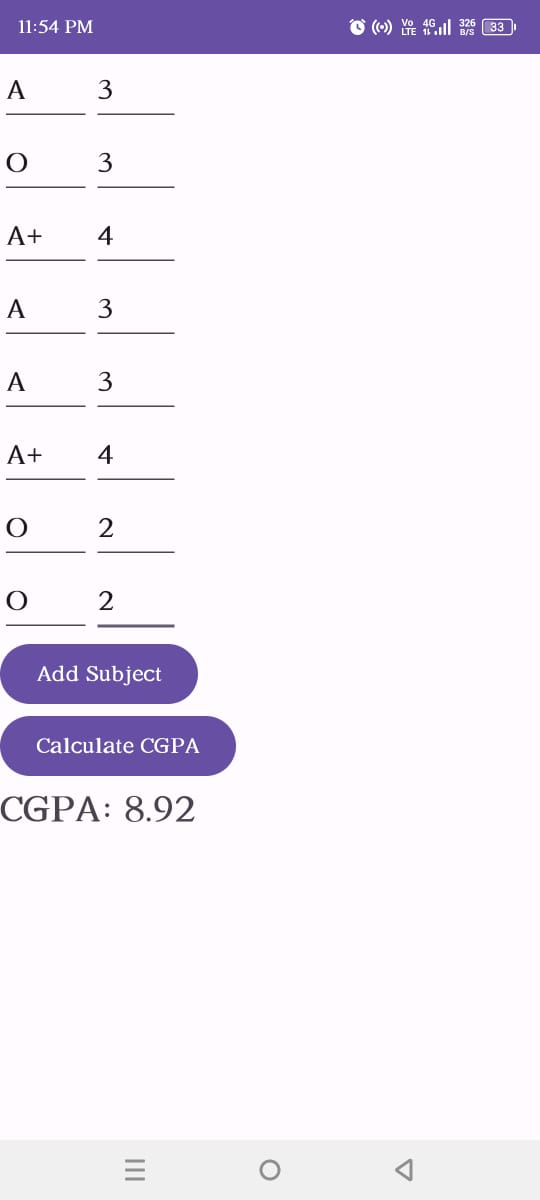 11:54 PM Vo LTE 4G 326 B/S 33
A 3
O 3
A+ 4
A 3
A 3
A+ 4
O 2
O 2
Add Subject
Calculate CGPA
CGPA: 8.92